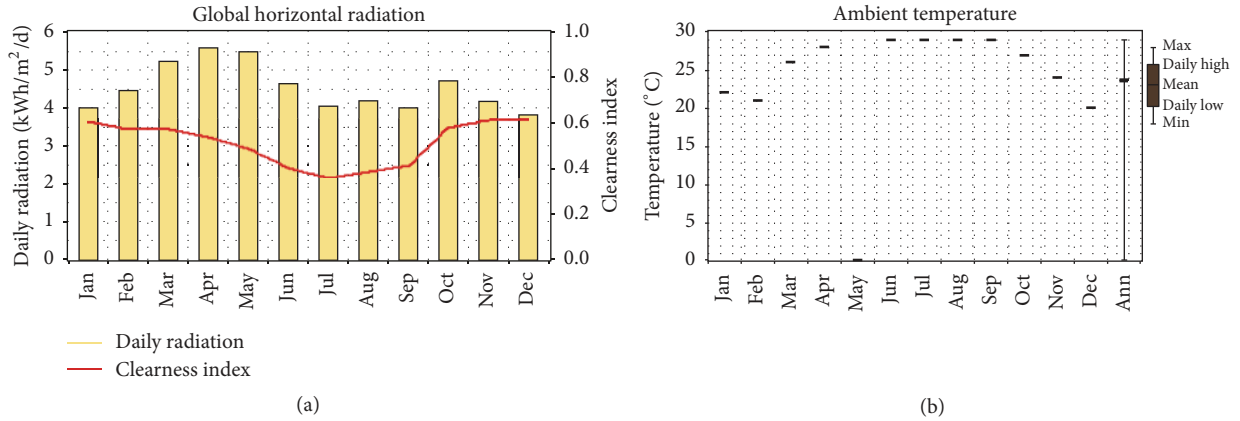 Global horizontal radiation
Daily radiation (kWh/m²/d)
6
5
4
3
2
1
0
1.0
0.8
0.6
0.4
0.2
0.0
Clearness index
Jan
Feb
Mar
Apr
May
Jun
Jul
Aug
Sep
Oct
Nov
Dec
Daily radiation
Clearness index
(a)
Ambient temperature
Temperature (°C)
30
25
20
15
10
5
0
Jan
Feb
Mar
Apr
May
Jun
Jul
Aug
Sep
Oct
Nov
Dec
Ann
Max
Daily high
Mean
Daily low
Min
(b)